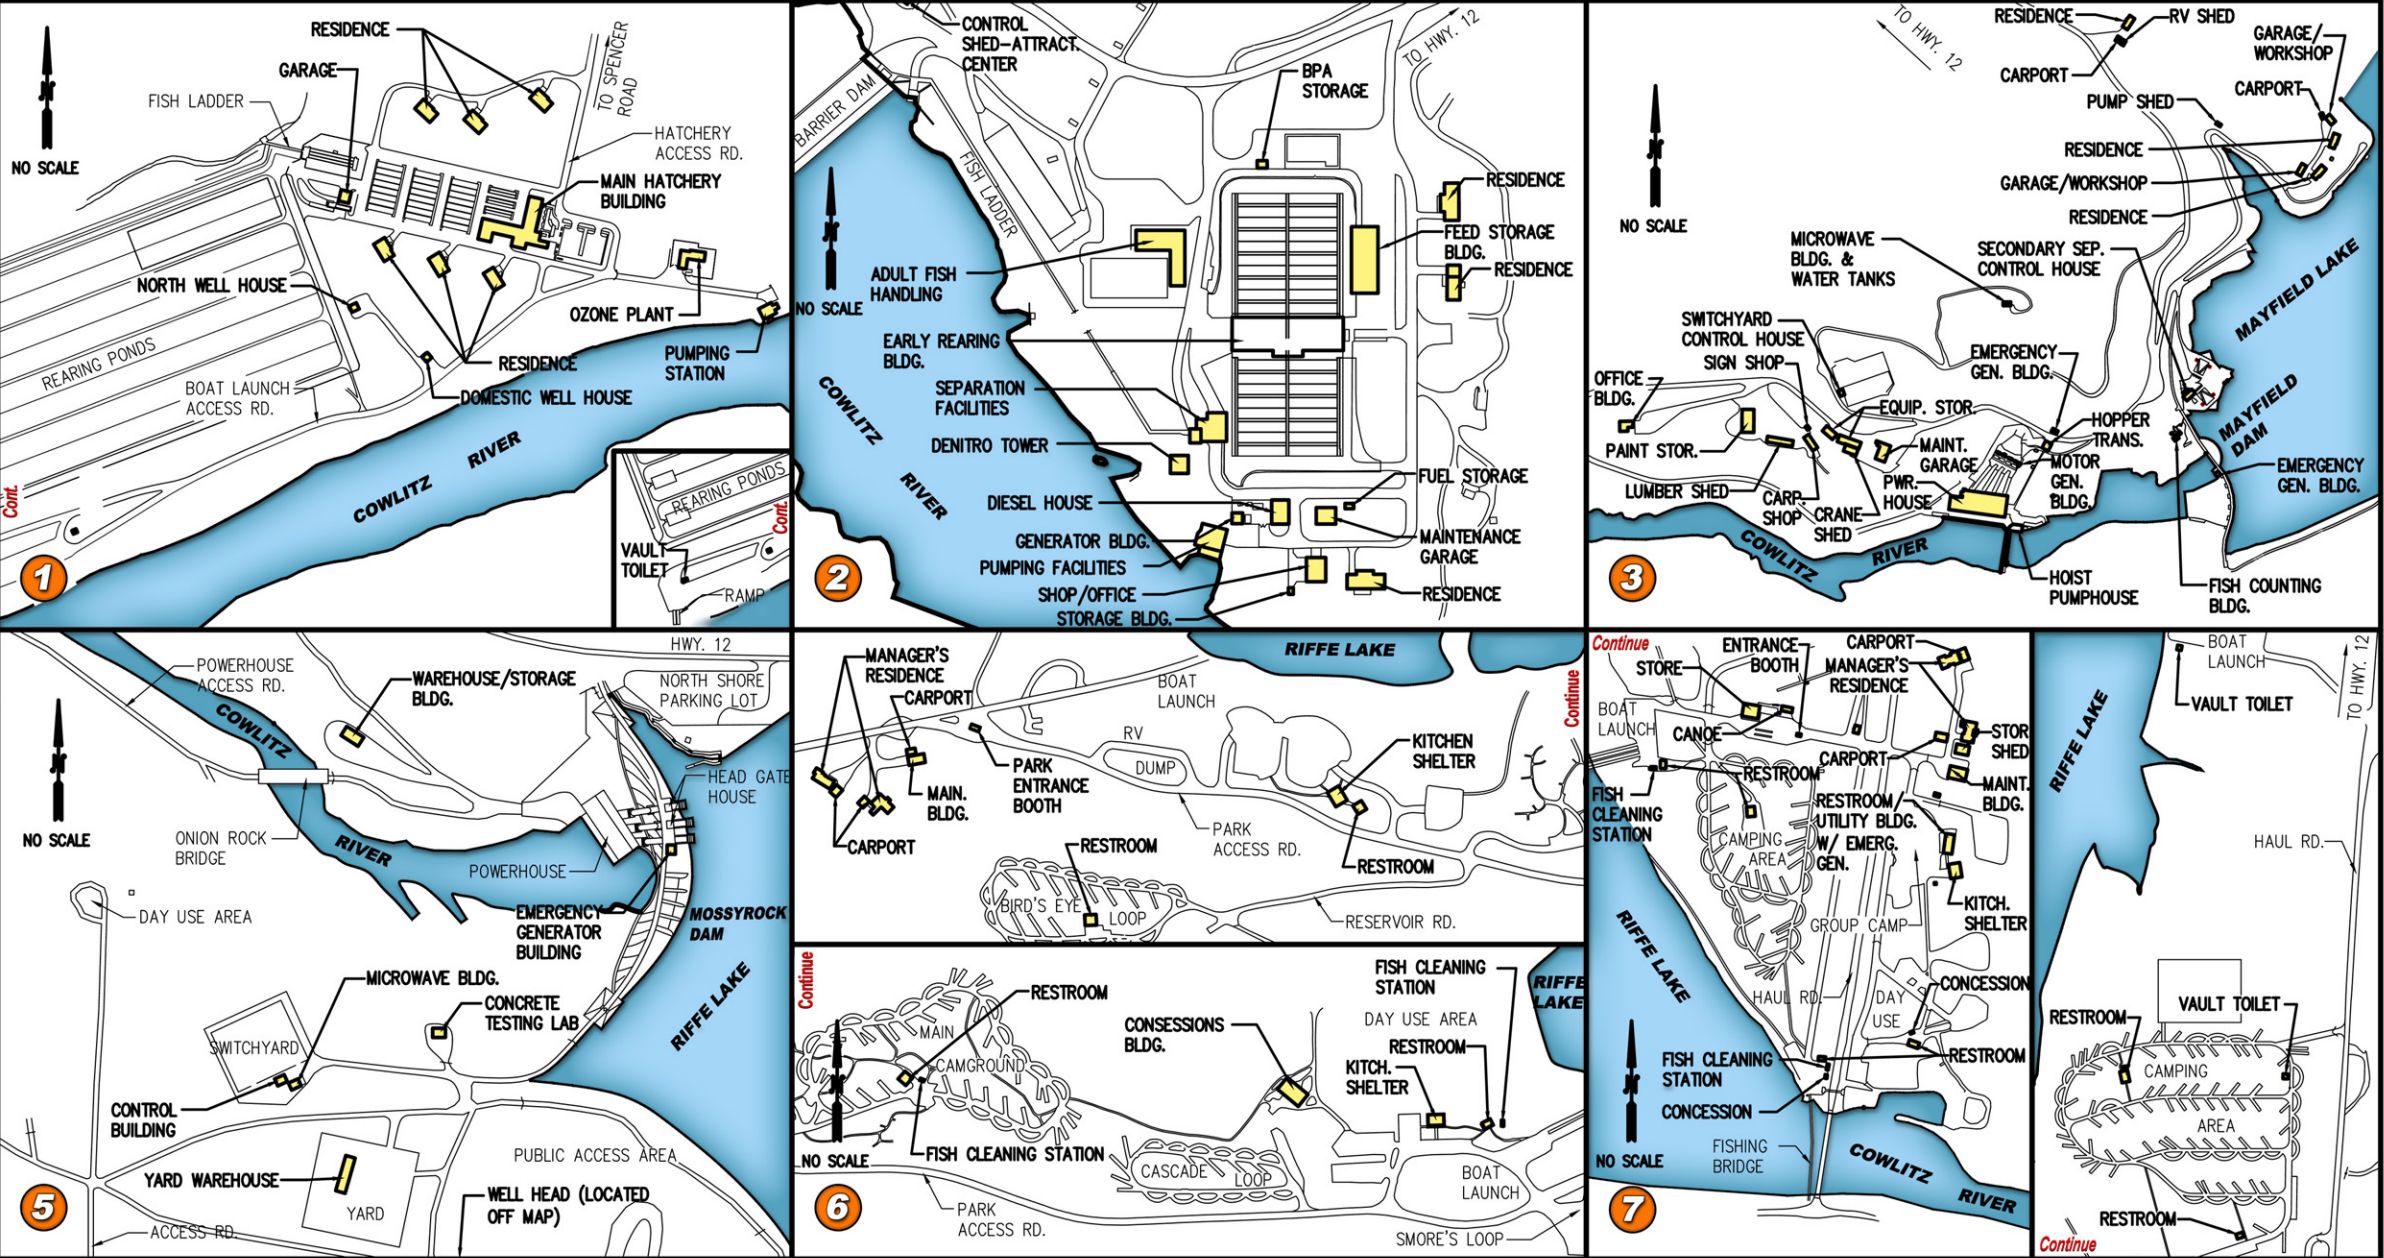 RESIDENCE
GARAGE
FISH LADDER
TO SPENCER
ROAD
HATCHERY
ACCESS RD.
NO SCALE
MAIN HATCHERY
BUILDING
NORTH WELL HOUSE
OZONE PLANT
REARING PONDS
RESIDENCE
PUMPING
STATION
BOAT LAUNCH
ACCESS RD.
DOMESTIC WELL HOUSE
COWLITZ
RIVER
Cont.
REARING PONDS
Cont.
VAULT
TOILET
RAMP
1
CONTROL
SHED-ATTRACT.
CENTER
TO HWY. 12
BPA
STORAGE
BARRIER DAM
FISH LADDER
RESIDENCE
FEED STORAGE
BLDG.
RESIDENCE
ADULT FISH
HANDLING
NO SCALE
EARLY REARING
BLDG.
COWLITZ
RIVER
SEPARATION
FACILITIES
DENITRO TOWER
FUEL STORAGE
DIESEL HOUSE
GENERATOR BLDG.
MAINTENANCE
GARAGE
PUMPING FACILITIES
SHOP/OFFICE
RESIDENCE
STORAGE BLDG.
2
TO HWY. 12
RESIDENCE
RV SHED
GARAGE/
WORKSHOP
CARPORT
CARPORT
PUMP SHED
RESIDENCE
GARAGE/WORKSHOP
RESIDENCE
NO SCALE
MICROWAVE
BLDG. &
WATER TANKS
SECONDARY SEP.
CONTROL HOUSE
MAYFIELD LAKE
SWITCHYARD
CONTROL HOUSE
SIGN SHOP
EMERGENCY
GEN. BLDG.
OFFICE
BLDG.
EQUIP. STOR.
HOPPER
TRANS.
MAYFIELD
DAM
PAINT STOR.
MAINT.
GARAGE
MOTOR
GEN.
BLDG.
EMERGENCY
GEN. BLDG.
LUMBER SHED
CARP.
SHOP
CRANE
SHED
PWR.
HOUSE
COWLITZ
RIVER
HOIST
PUMPHOUSE
FISH COUNTING
BLDG.
3
POWERHOUSE
ACCESS RD.
WAREHOUSE/STORAGE
BLDG.
HWY. 12
NORTH SHORE
PARKING LOT
COWLITZ
RIVER
NO SCALE
HEAD GATE
HOUSE
ONION ROCK
BRIDGE
POWERHOUSE
DAY USE AREA
EMERGENCY
GENERATOR
BUILDING
MOSSYROCK
DAM
MICROWAVE BLDG.
CONCRETE
TESTING LAB
RIFFE LAKE
SWITCHYARD
CONTROL
BUILDING
PUBLIC ACCESS AREA
YARD WAREHOUSE
YARD
WELL HEAD (LOCATED
OFF MAP)
ACCESS RD.
5
MANAGER'S
RESIDENCE
RIFFE LAKE
CARPORT
BOAT
LAUNCH
Continue
RV
DUMP
KITCHEN
SHELTER
PARK
ENTRANCE
BOOTH
MAIN.
BLDG.
CARPORT
PARK
ACCESS RD.
RESTROOM
RESTROOM
BIRD'S EYE
LOOP
RESERVOIR RD.
Continue
RESTROOM
MAIN
CAMGROUND
CONSESSIONS
BLDG.
FISH CLEANING
STATION
RIFFE
LAKE
DAY USE AREA
RESTROOM
KITCH.
SHELTER
NO SCALE
FISH CLEANING STATION
CASCADE
LOOP
BOAT
LAUNCH
PARK
ACCESS RD.
SMORE'S LOOP
6
Continue
ENTRANCE
BOOTH
CARPORT
STORE
MANAGER'S
RESIDENCE
BOAT
LAUNCH
CANOE
STOR
SHED
CARPORT
RESTROOM
FISH
CLEANING
STATION
RESTROOM/
UTILITY BLDG.
W/ EMERG.
GEN.
MAINT.
BLDG.
CAMPING
AREA
KITCH.
SHELTER
GROUP CAMP
RIFFE LAKE
HAUL RD.
DAY
USE
CONCESSION
FISH CLEANING
STATION
RESTROOM
CONCESSION
NO SCALE
FISHING
BRIDGE
COWLITZ
RIVER
7
BOAT
LAUNCH
VAULT TOILET
TO HWY. 12
RIFFE LAKE
HAUL RD.
VAULT TOILET
RESTROOM
CAMPING
AREA
RESTROOM
Continue